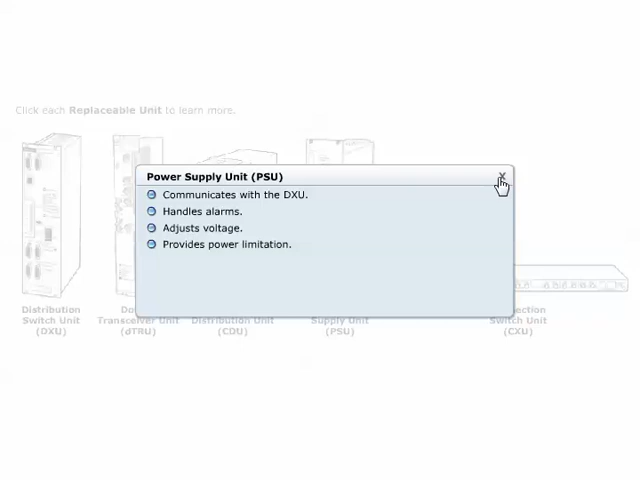 Click each Replaceable Unit to learn more.
Power Supply Unit (PSU)
X
Communicates with the DXU.
Handles alarms.
Adjusts voltage.
Provides power limitation.
Distribution
Switch Unit
(DXU)
Transceiver Unit
(dTRU)
Distribution Unit
(CDU)
Supply Unit
(PSU)
Switch Unit
(CXU)